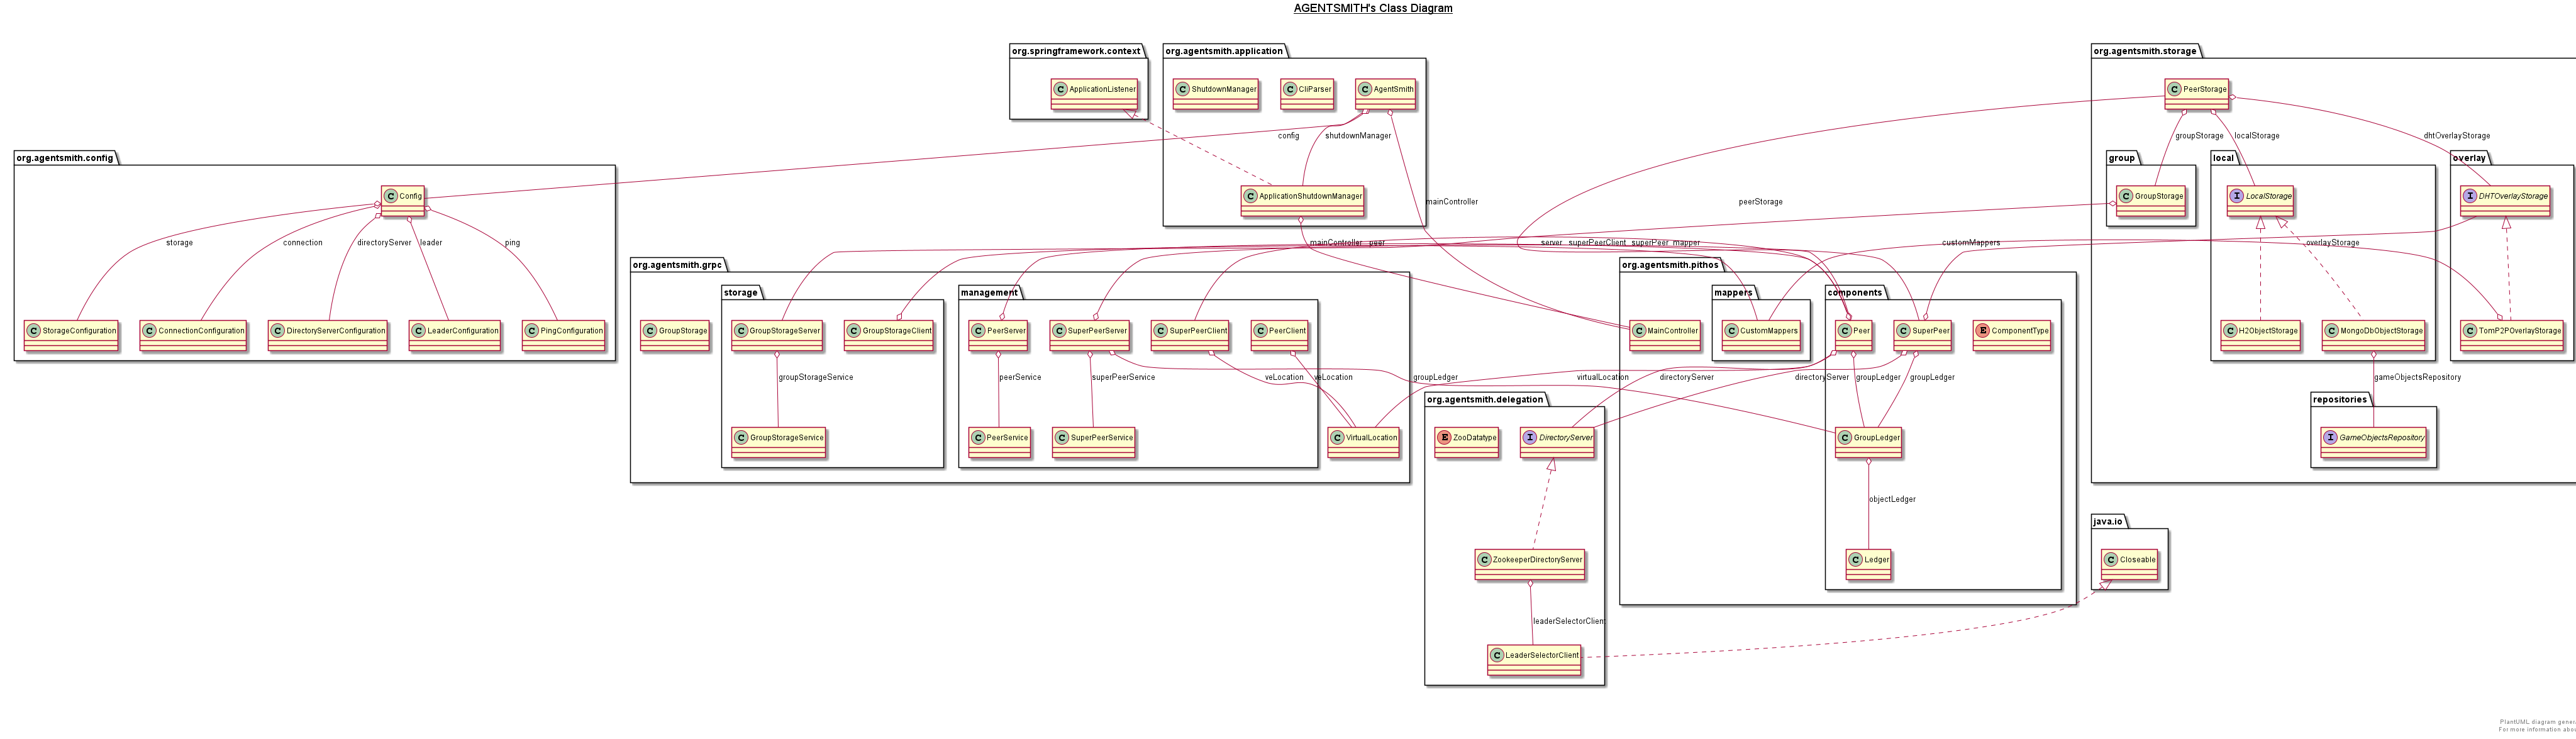 AGENTSMITH's Class Diagram
org.springframework.context
org.agentsmith.application
org.agentsmith.storage
C ApplicationListener
C ShutdownManager
C CliParser
C AgentSmith
C PeerStorage
config
shutdownManager
groupStorage
localStorage
dhtOverlayStorage
org.agentsmith.config
group
local
overlay
C Config
C ApplicationShutdownManager
C GroupStorage
I LocalStorage
I DHTOverlayStorage
mainController
peerStorage
storage
connection
directoryServer
leader
ping
mainController
peer
server
superPeerClient
superPeer
mapper
customMappers
overlayStorage
org.agentsmith.grpc
org.agentsmith.pithos
storage
management
mappers
components
C StorageConfiguration
C ConnectionConfiguration
C DirectoryServerConfiguration
C LeaderConfiguration
C PingConfiguration
C GroupStorage
C GroupStorageServer
C GroupStorageClient
C PeerServer
C SuperPeerServer
C SuperPeerClient
C PeerClient
C MainController
C CustomMappers
C Peer
C SuperPeer
E ComponentType
C H2ObjectStorage
C MongoDbObjectStorage
C TomP2POverlayStorage
groupStorageService
peerService
superPeerService
veLocation
veLocation
groupLedger
virtualLocation
directoryServer
directoryServer
groupLedger
groupLedger
gameObjectsRepository
org.agentsmith.delegation
repositories
C GroupStorageService
C PeerService
C SuperPeerService
C VirtualLocation
E ZooDatatype
I DirectoryServer
C GroupLedger
I GameObjectsRepository
objectLedger
java.io
C ZookeeperDirectoryServer
C Ledger
C Closeable
leaderSelectorClient
C LeaderSelectorClient
PlantUML diagram
For more information